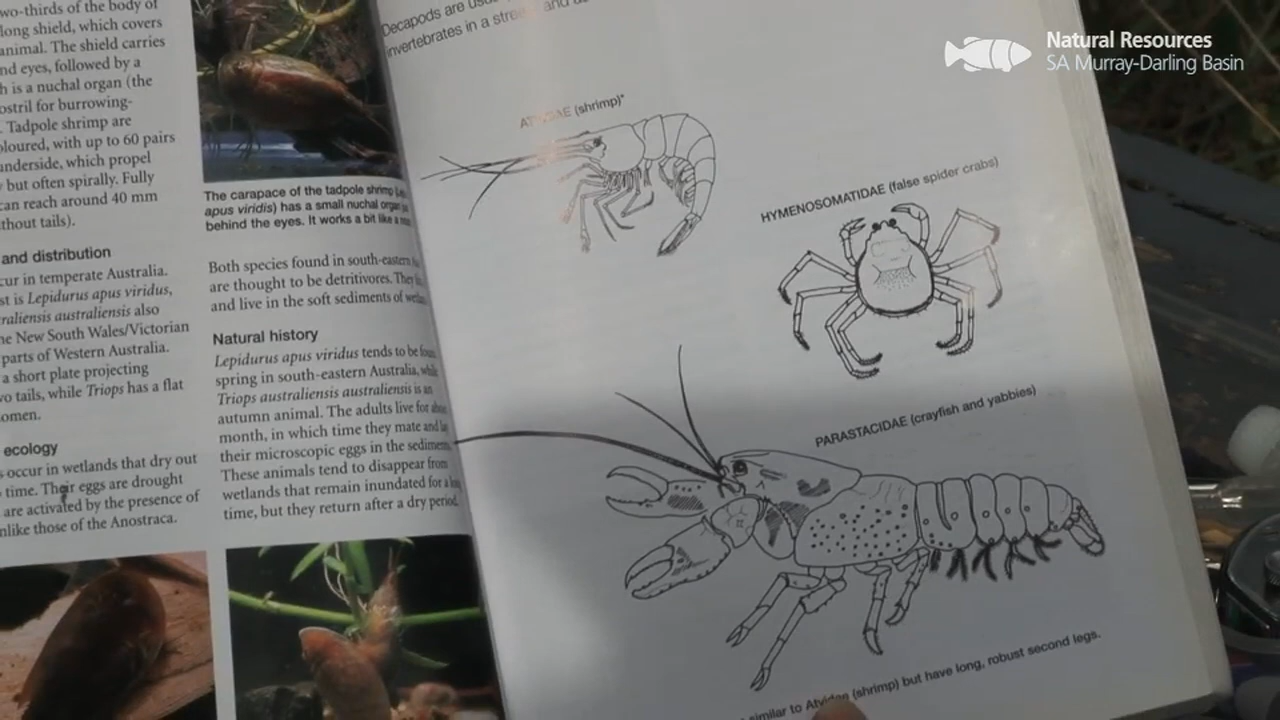 wo-thirds of the body of
long shield, which covers
animal. The shield carries
nd eyes, followed by a
h is a nuchal organ (the
ostril for burrowing-
. Tadpole shrimp are
oloured, with up to 60 pairs
underside, which propel
but often spirally. Fully
can reach around 40 mm
thout tails).
and distribution
cur in temperate Australia.
st is Lepidurus apus viridus,
raliensis australiensis also
he New South Wales/Victorian
parts of Western Australia.
a short plate projecting
vo tails, while Triops has a flat
omen.
ecology
s occur in wetlands that dry out
time. Their eggs are drought
are activated by the presence of
nlike those of the Anostraca.
The carapace of the tadpole shrimp
apus viridis) has a small nuchal organ
behind the eyes. It works a bit like a
Both species found in south-eastern
are thought to be detritivores. They
and live in the soft sediments of
Natural history
Lepidurus apus viridus tends to be
spring in south-eastern Australia, while
Triops australiensis australiensis is an
autumn animal. The adults live for
month, in which time they mate and
their microscopic eggs in the
These animals tend to disappear from
wetlands that remain inundated for a
time, but they return after a dry period.
Decapods are
invertebrates in a and
(shrimp)*
HYMENOSOMATIDAE (false spider crabs)
PARASTACIDAE (crayfish and yabbies)
similar to Atyidae (shrimp) but have long, robust second legs.
Natural Resources
SA Murray-Darling Basin